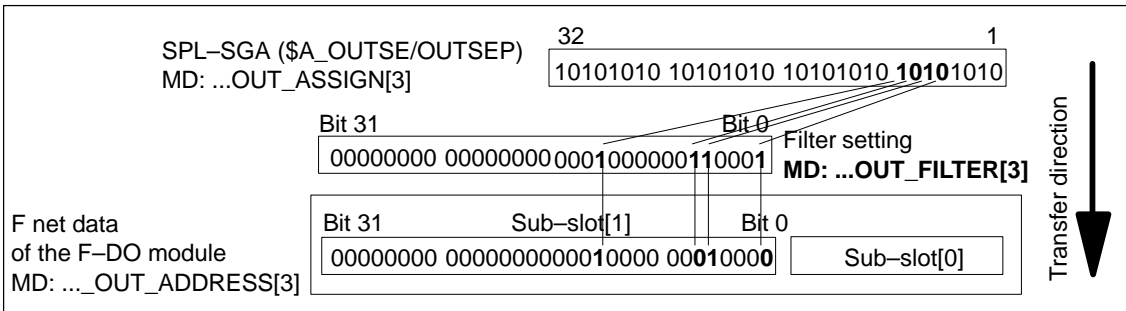 32 1
SPL–SGA ($A_OUTSE/OUTSEP)
10101010 10101010 10101010 10101010
MD: ...OUT_ASSIGN[3]
Bit 31 Bit 0
Filter setting
00000000 00000000 0001000000110001
MD: ...OUT_FILTER[3]
Transfer direction
F net data
of the F–DO module
MD: ..._OUT_ADDRESS[3]
Bit 31 Sub–slot[1] Bit 0
00000000 0000000000010000 00010000
Sub–slot[0]